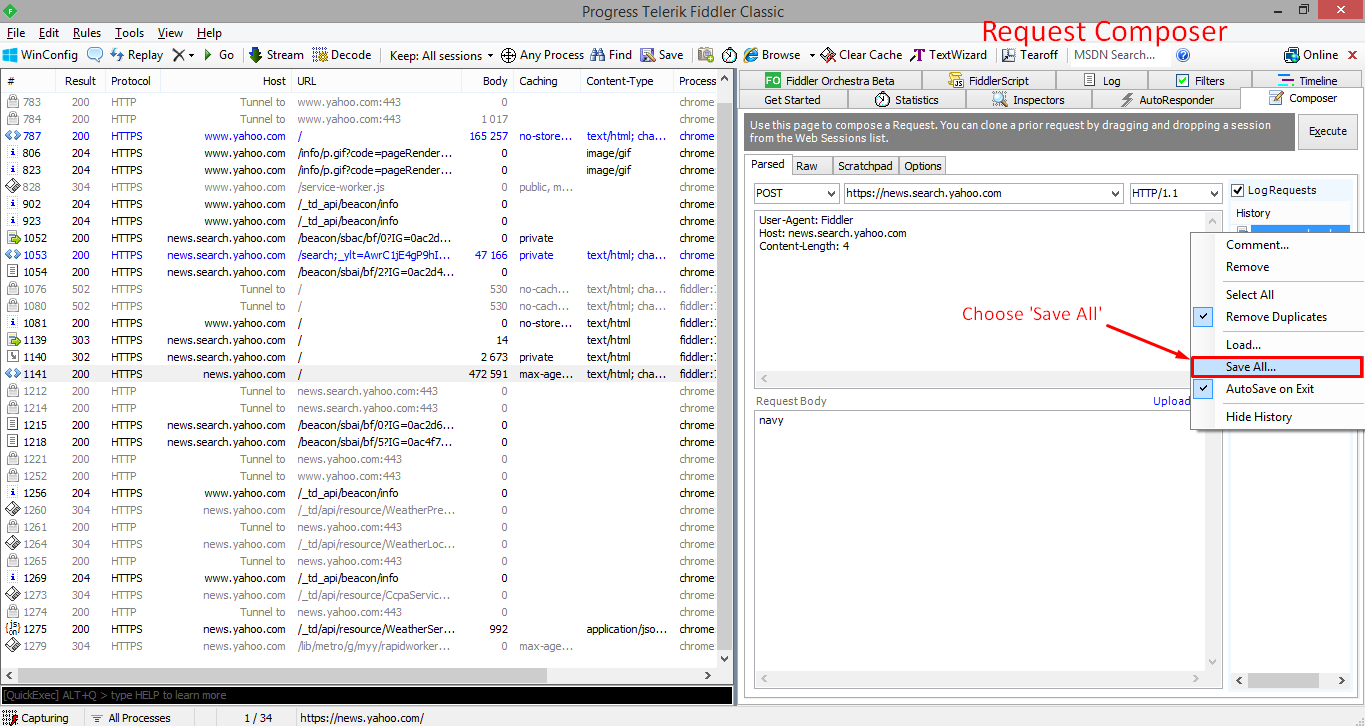 Progress Telerik Fiddler Classic
File Edit Rules Tools View Help
Request Composer
WinConfig Replay Go Stream Decode Keep: All sessions Any Process Find Save Browse Clear Cache TextWizard Tearoff MSDN Search... Online
# Result Protocol Host URL Body Caching Content-Type Process
783 200 HTTP Tunnel to www.yahoo.com:443 0 chrome:
784 200 HTTP Tunnel to www.yahoo.com:443 1 017 chrome:
787 200 HTTPS www.yahoo.com / 165 257 no-store... text/html; cha... chrome:
806 204 HTTPS www.yahoo.com /info/p.gif?code=pageRender... 0 image/gif chrome:
823 204 HTTPS www.yahoo.com /info/p.gif?code=pageRender... 0 image/gif chrome:
828 304 HTTPS www.yahoo.com /service-worker.js 0 public, m... chrome:
902 204 HTTPS www.yahoo.com /_td_api/beacon/info 0 chrome:
923 204 HTTPS www.yahoo.com /_td_api/beacon/info 0 chrome:
1052 200 HTTPS news.search.yahoo.com /beacon/sbac/bf/0?IG=0ac2d... 0 private chrome:
1053 200 HTTPS news.search.yahoo.com /search;_ylt=AwrC1jE4gP9hI... 47 166 private text/html; cha... chrome:
1054 200 HTTPS news.search.yahoo.com /beacon/sbai/bf/2?IG=0ac2d4... 0 chrome:
1076 502 HTTP Tunnel to / 530 no-cach... text/html; cha... fiddler:
1080 502 HTTP Tunnel to / 530 no-cach... text/html; cha... fiddler:
1081 200 HTTPS www.yahoo.com / 0 no-store... text/html fiddler:
1139 303 HTTPS news.search.yahoo.com / 14 text/html fiddler:
1140 302 HTTPS news.search.yahoo.com / 2 673 private text/html fiddler:
1141 200 HTTPS news.yahoo.com / 472 591 max-age... text/html; cha... chrome:
1212 200 HTTP Tunnel to news.search.yahoo.com:443 0 chrome:
1214 200 HTTP Tunnel to news.search.yahoo.com:443 0 chrome:
1215 200 HTTPS news.search.yahoo.com /beacon/sbai/bf/0?IG=0ac2d6... 0 chrome:
1218 200 HTTPS news.search.yahoo.com /beacon/sbai/bf/5?IG=0ac4f7... 0 chrome:
1221 200 HTTP Tunnel to news.yahoo.com:443 0 chrome:
1252 200 HTTP Tunnel to www.yahoo.com:443 0 chrome:
1256 204 HTTPS www.yahoo.com /_td_api/beacon/info 0 chrome:
1260 304 HTTPS news.yahoo.com /_td/api/resource/WeatherPre... 0 chrome:
1261 200 HTTP Tunnel to news.yahoo.com:443 0 chrome:
1264 304 HTTPS news.yahoo.com /_td/api/resource/WeatherLoc... 0 chrome:
1265 200 HTTP Tunnel to news.yahoo.com:443 0 chrome:
1269 204 HTTPS www.yahoo.com /_td_api/beacon/info 0 chrome:
1273 304 HTTPS news.yahoo.com /_td/api/resource/CcpaServic... 0 chrome:
1274 200 HTTP Tunnel to news.yahoo.com:443 0 chrome:
1275 200 HTTPS news.yahoo.com /_td/api/resource/WeatherSer... 992 application/jso... chrome:
1279 304 HTTPS news.yahoo.com /lib/metro/g/myy/rapidworker... 0 max-age... chrome:
[QuickExec] ALT+Q > type HELP to learn more
Capturing All Processes 1 / 34 https://news.yahoo.com/
FO Fiddler Orchestra Beta FiddlerScript Log Filters Timeline
Get Started Statistics Inspectors AutoResponder Composer
Use this page to compose a Request. You can clone a prior request by dragging and dropping a session
from the Web Sessions list.
Execute
Parsed Raw Scratchpad Options
POST https://news.search.yahoo.com HTTP/1.1 Log Requests
History
User-Agent: Fiddler
Host: news.search.yahoo.com
Content-Length: 4
Comment...
Remove
Select All
Remove Duplicates
Load...
Save All...
AutoSave on Exit
Hide History
Choose 'Save All'
Request Body Upload
navy